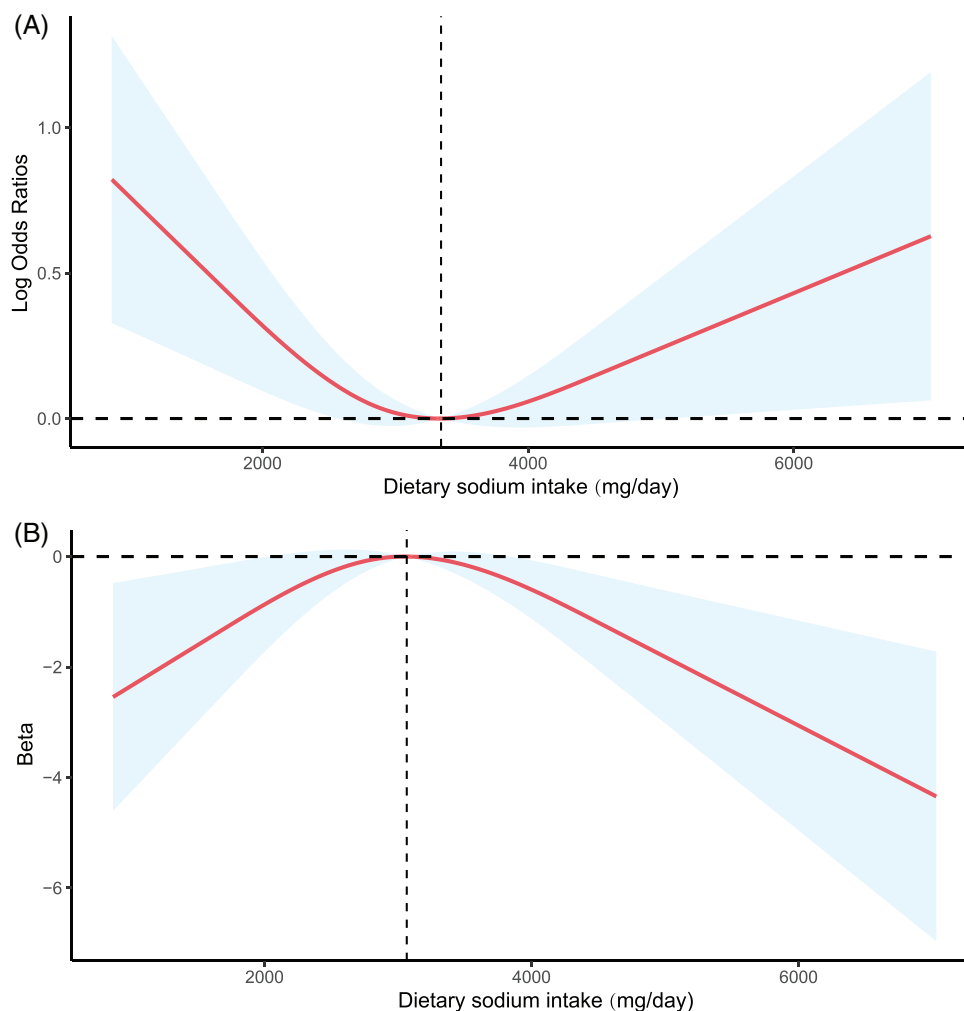 (A)
Log Odds Ratios
1.0
0.5
0.0
2000 4000 6000
Dietary sodium intake (mg/day)
(B)
Beta
0
−2
−4
−6
2000 4000 6000
Dietary sodium intake (mg/day)